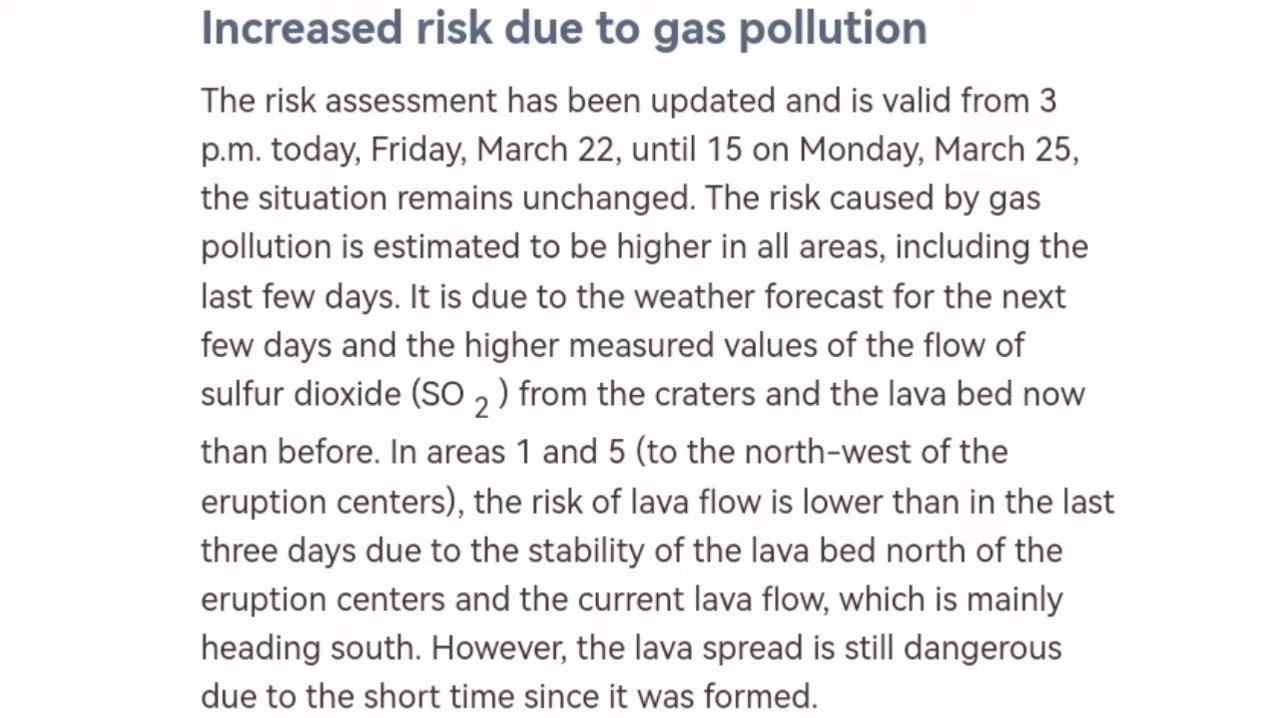 Increased risk due to gas pollution
The risk assessment has been updated and is valid from 3
p.m. today, Friday, March 22, until 15 on Monday, March 25,
the situation remains unchanged. The risk caused by gas
pollution is estimated to be higher in all areas, including the
last few days. It is due to the weather forecast for the next
few days and the higher measured values of the flow of
sulfur dioxide (SO 2 ) from the craters and the lava bed now
than before. In areas 1 and 5 (to the north-west of the
eruption centers), the risk of lava flow is lower than in the last
three days due to the stability of the lava bed north of the
eruption centers and the current lava flow, which is mainly
heading south. However, the lava spread is still dangerous
due to the short time since it was formed.